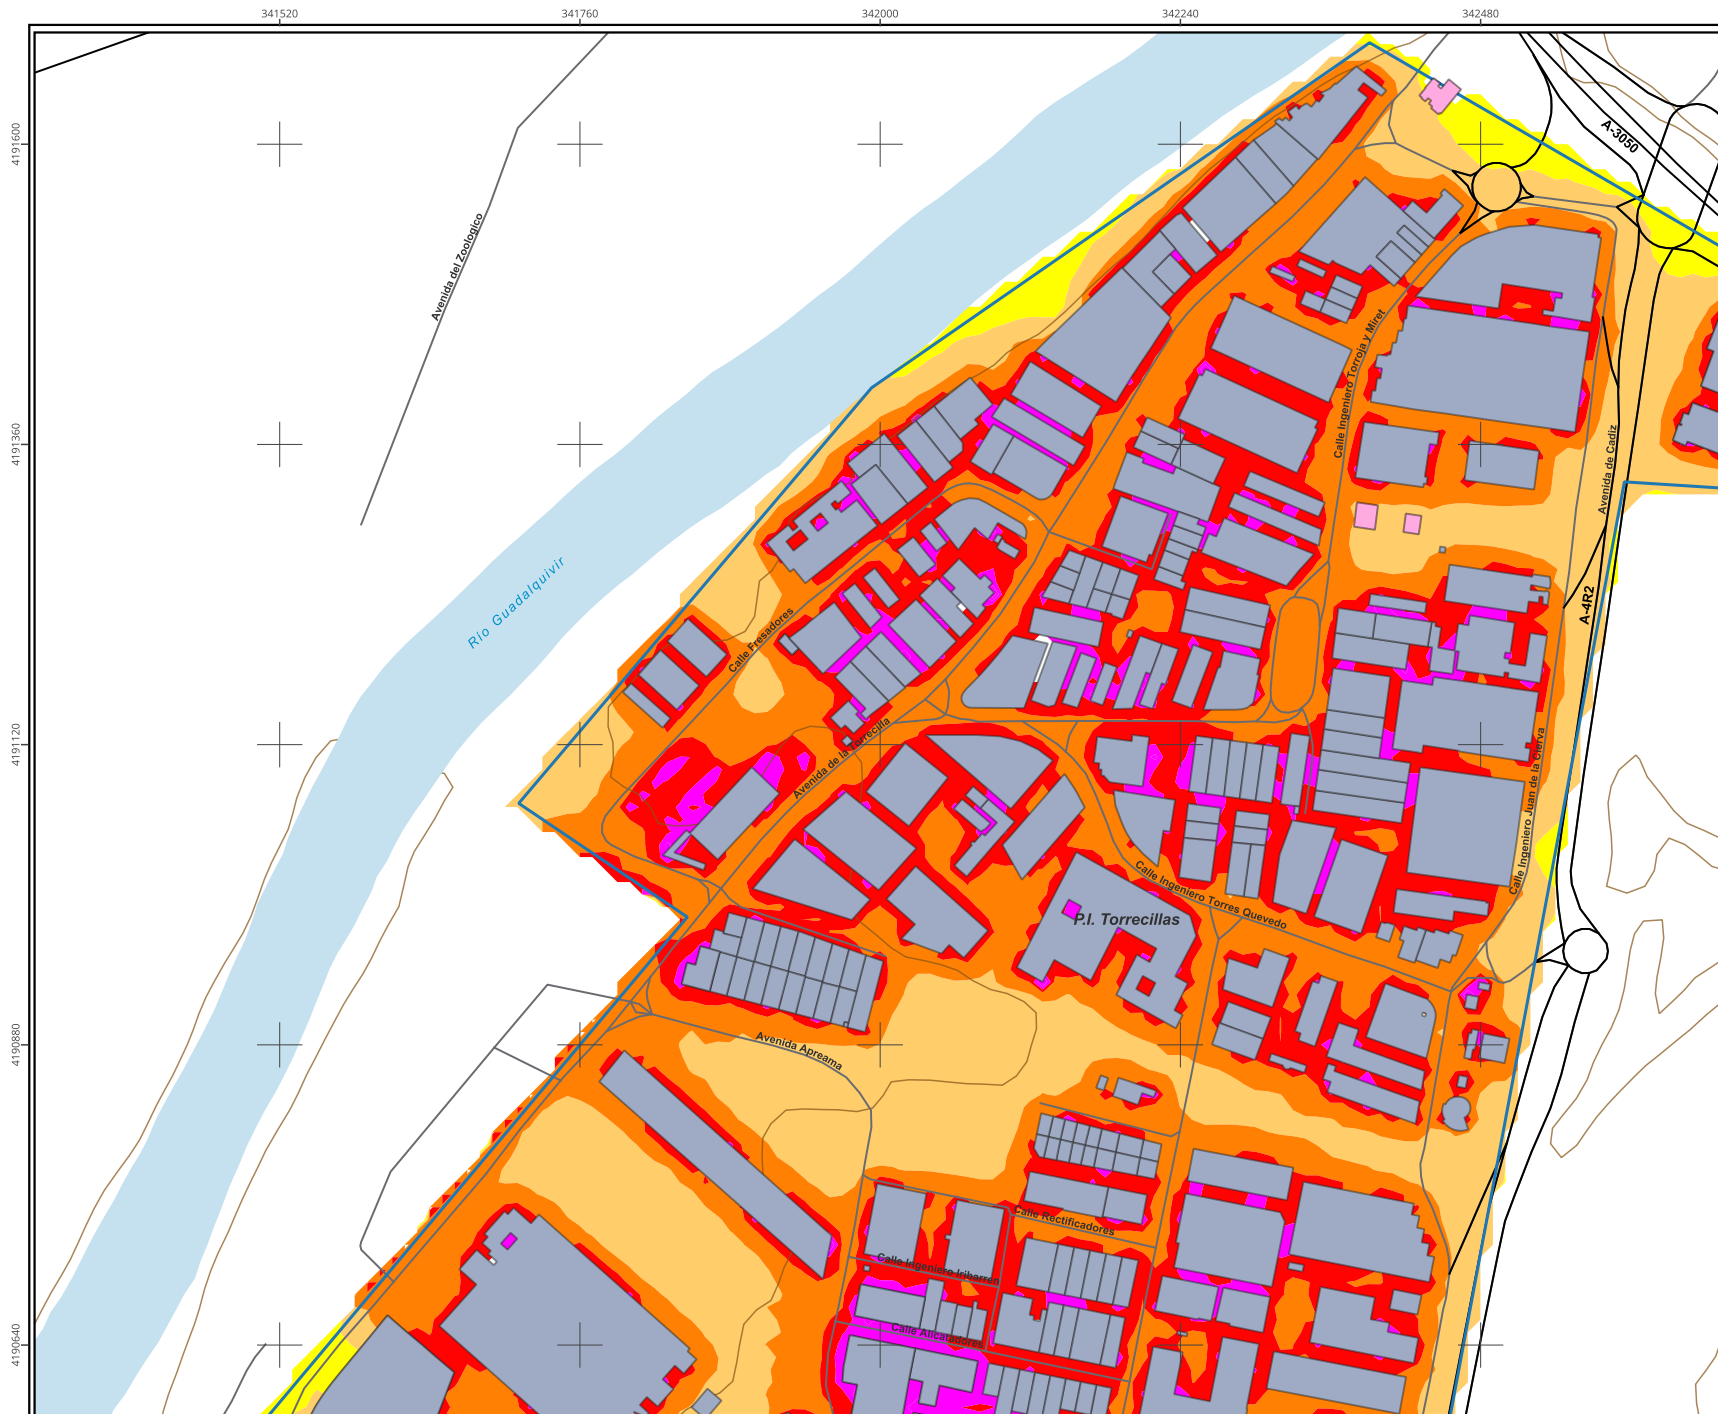 341520
341760
342000
342240
342480
4191600
4191360
4191120
4190880
4190640
A-3050
Avenida del Zoologico
Calle Ingeniero Torroja y Miret
Avenida de Cadiz
Río Guadalquivir
A-4R2
Calle Fresadores
Avenida de la Torrecilla
Calle Ingeniero Juan de la Cierva
Calle Ingeniero Torres Quevedo
P.I. Torrecillas
Avenida Apreama
Calle Rectificadores
Calle Ingeniero Iribarren
Calle Alicatadores